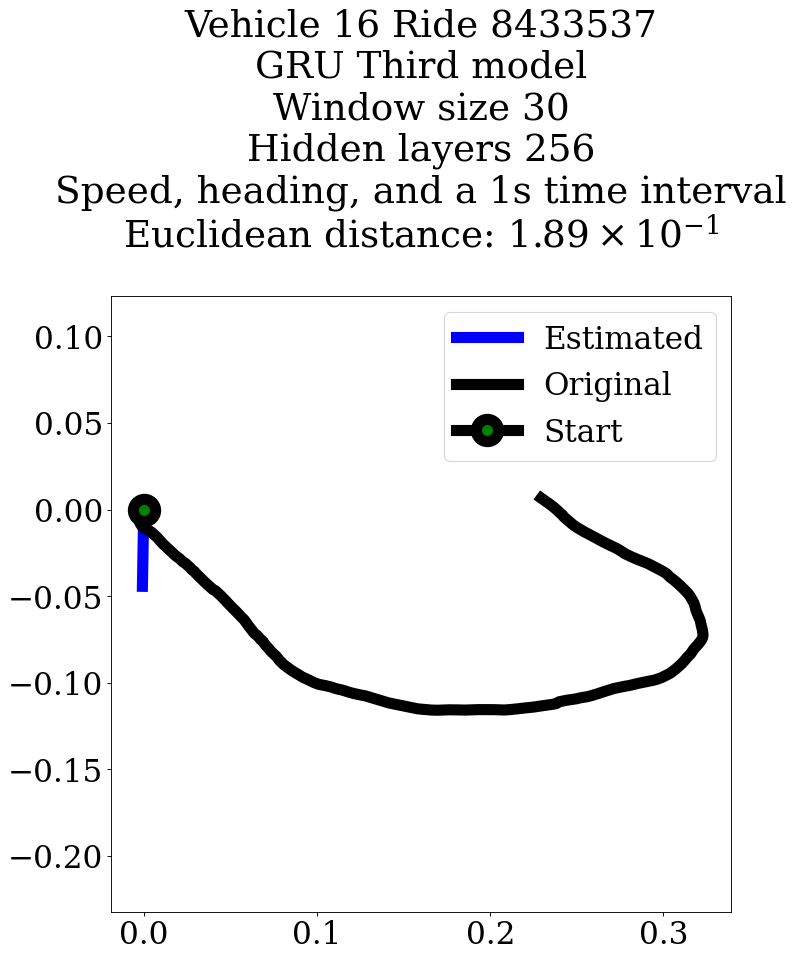 Vehicle 16 Ride 8433537
GRU Third model
Window size 30
Hidden layers 256
Speed, heading, and a 1s time interval
Euclidean distance: 1.89 × 10⁻¹
Estimated
Original
Start
0.10
0.05
0.00
−0.05
−0.10
−0.15
−0.20
0.0 0.1 0.2 0.3